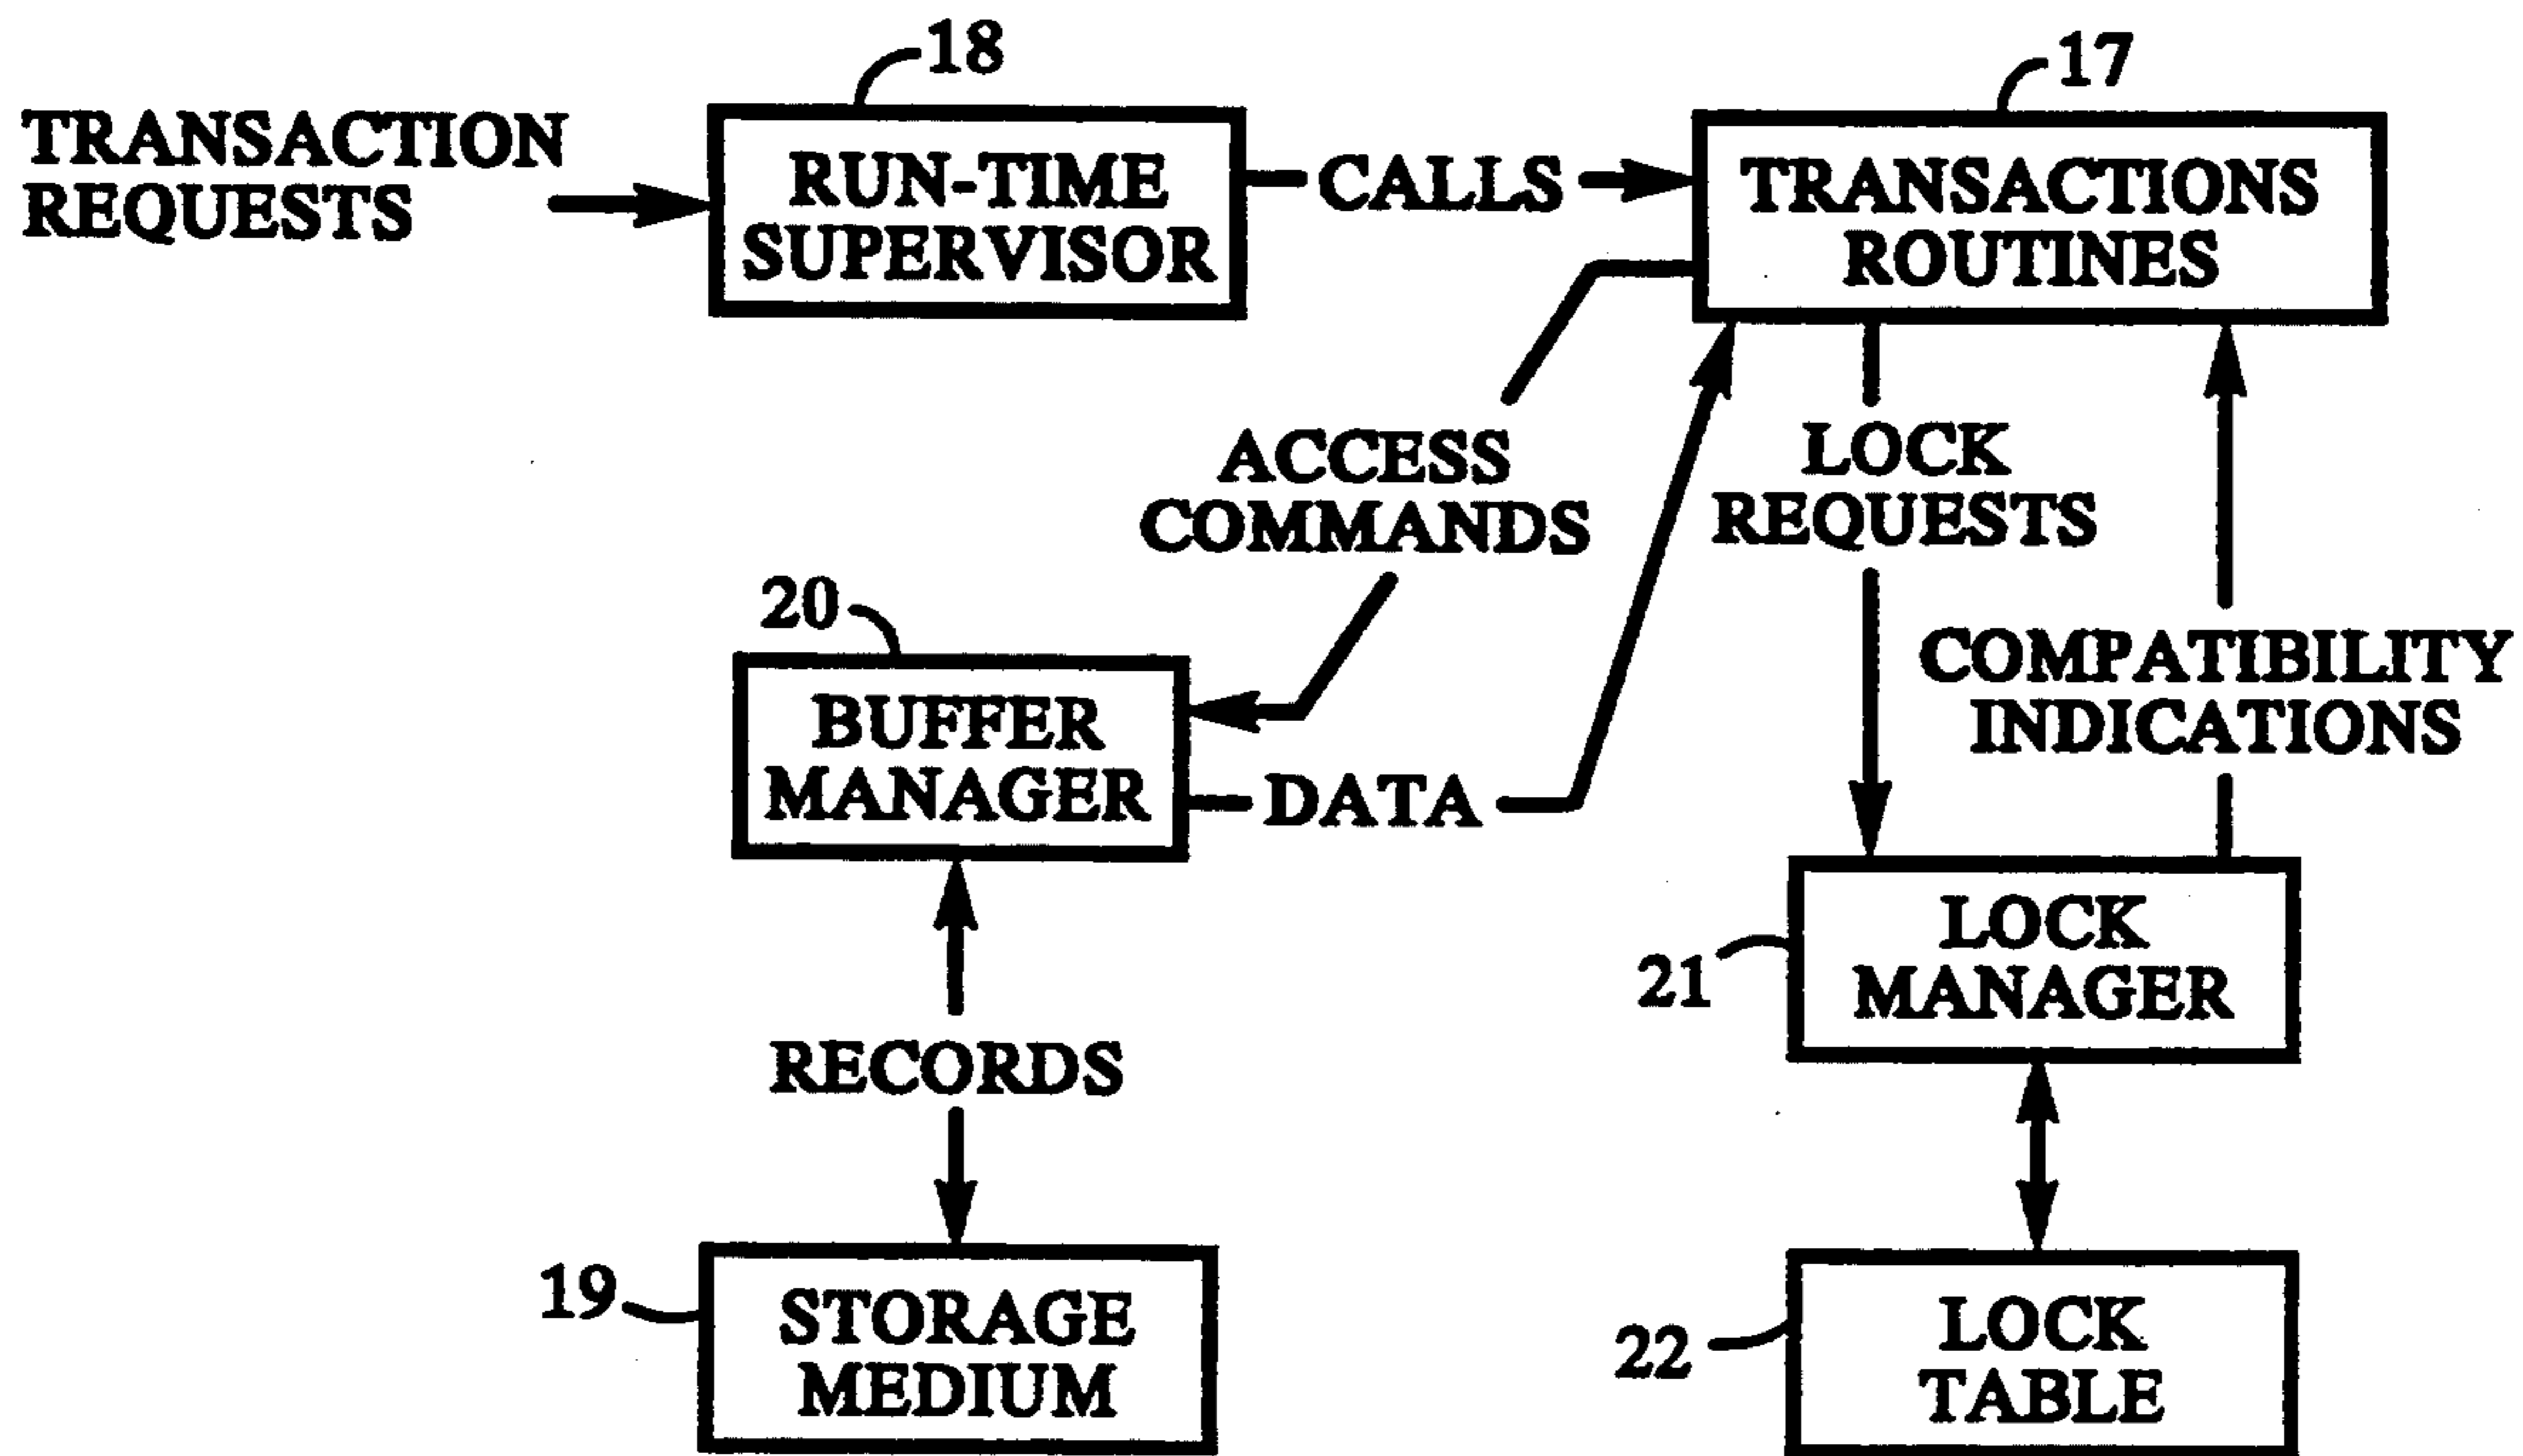 18
17
TRANSACTION
REQUESTS
RUN-TIME
SUPERVISOR
CALLS
TRANSACTIONS
ROUTINES
ACCESS
COMMANDS
LOCK
REQUESTS
20
COMPATIBILITY
INDICATIONS
BUFFER
MANAGER
DATA
LOCK
MANAGER
21
RECORDS
19
STORAGE
MEDIUM
22
LOCK
TABLE